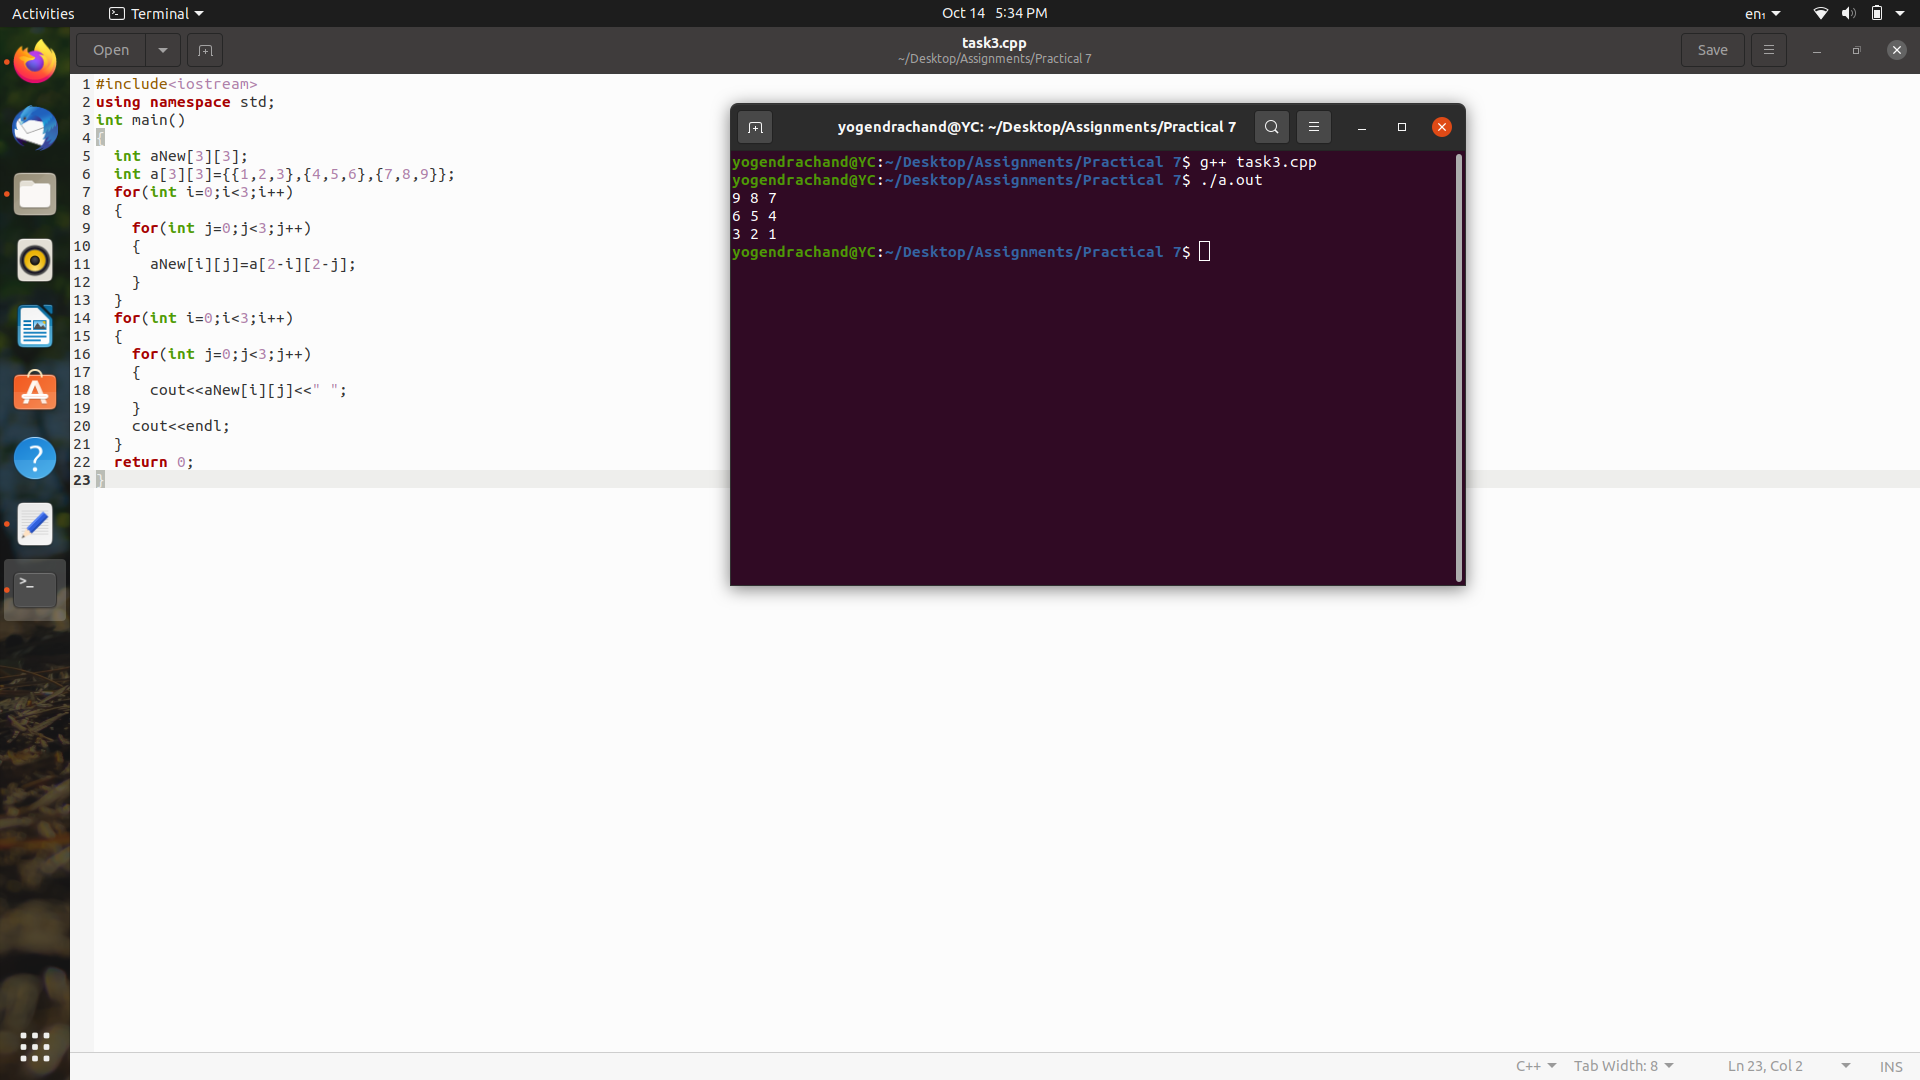 Activities
Terminal
Oct 14 5:34 PM
en₁
Open
task3.cpp
~/Desktop/Assignments/Practical 7
Save
1 #include<iostream>
2 using namespace std;
3 int main()
4 {
5   int aNew[3][3];
6   int a[3][3]={{1,2,3},{4,5,6},{7,8,9}};
7   for(int i=0;i<3;i++)
8   {
9     for(int j=0;j<3;j++)
10     {
11       aNew[i][j]=a[2-i][2-j];
12     }
13   }
14   for(int i=0;i<3;i++)
15   {
16     for(int j=0;j<3;j++)
17     {
18       cout<<aNew[i][j]<<" ";
19     }
20     cout<<endl;
21   }
22   return 0;
23 }
yogendrachand@YC: ~/Desktop/Assignments/Practical 7
yogendrachand@YC:~/Desktop/Assignments/Practical 7$ g++ task3.cpp
yogendrachand@YC:~/Desktop/Assignments/Practical 7$ ./a.out
9 8 7
6 5 4
3 2 1
yogendrachand@YC:~/Desktop/Assignments/Practical 7$
C++
Tab Width: 8
Ln 23, Col 2
INS